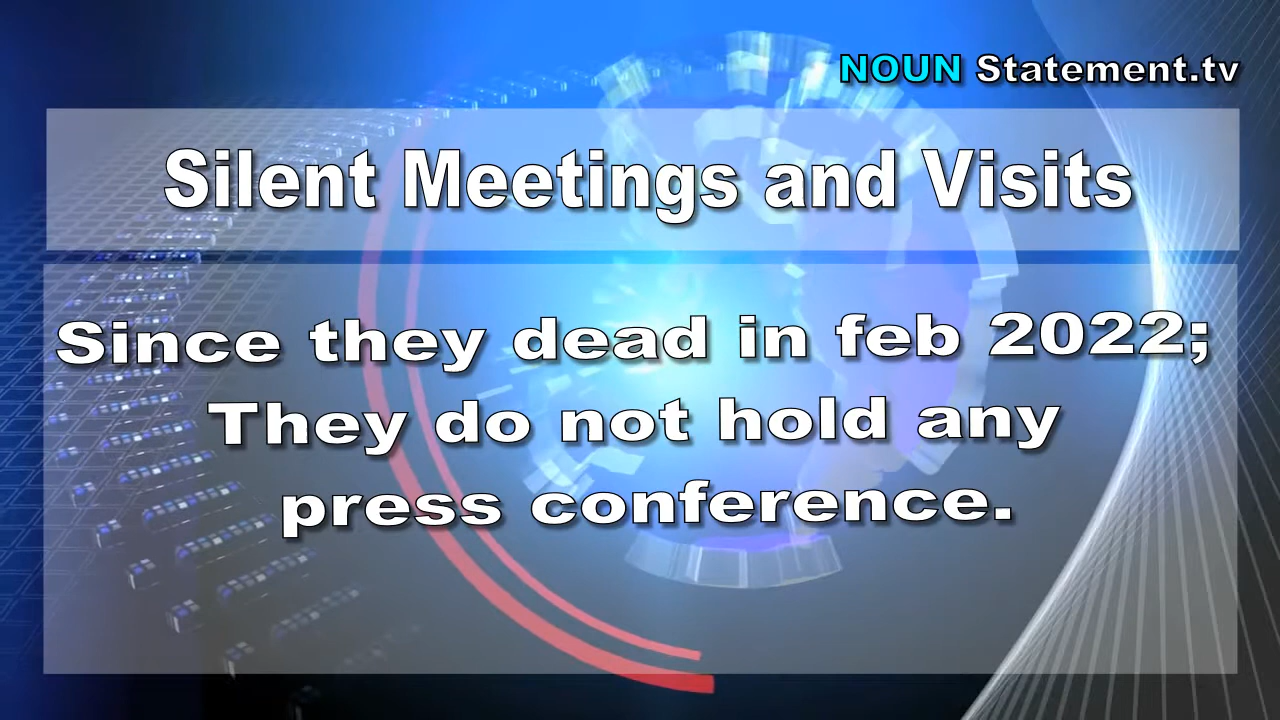 NOUN Statement.tv
Silent Meetings and Visits
Since they dead in feb 2022;
They do not hold any
press conference.